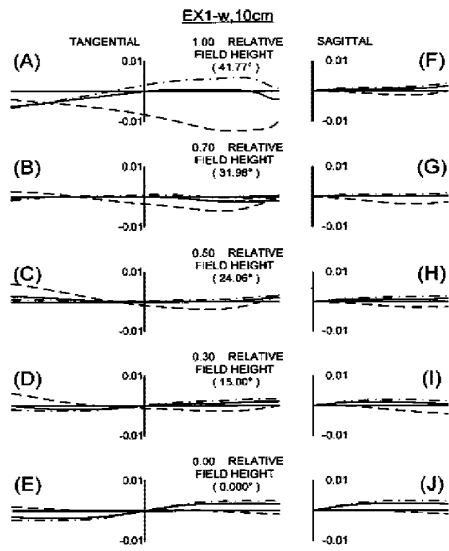 EX1-w,10cm
TANGENTIAL
1.00 RELATIVE
FIELD HEIGHT
( 41.77° )
SAGITTAL
(A)
0.01
-0.01
(F)
0.01
-0.01
(B)
0.01
-0.01
0.70 RELATIVE
FIELD HEIGHT
( 31.98° )
(G)
0.01
-0.01
(C)
0.01
-0.01
0.50 RELATIVE
FIELD HEIGHT
( 24.06° )
(H)
0.01
-0.01
(D)
0.01
-0.01
0.30 RELATIVE
FIELD HEIGHT
( 15.00° )
(I)
0.01
-0.01
(E)
0.01
-0.01
0.00 RELATIVE
FIELD HEIGHT
( 0.000° )
(J)
0.01
-0.01